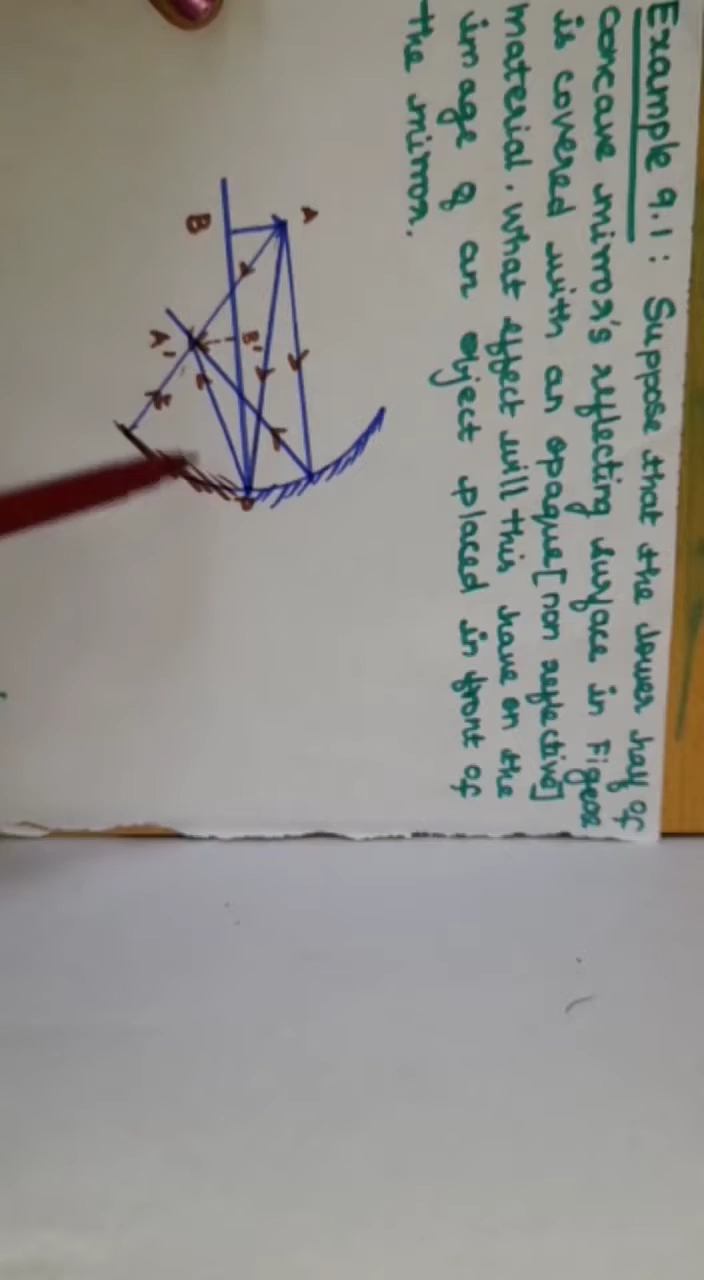 Example 9.1: Suppose that the lower half of
concave mirror's reflecting surface in Fig
is covered with an opaque [non reflective]
material. What effect will this have on the
image of an object placed in front of
the mirror.
A
B
B'
A'